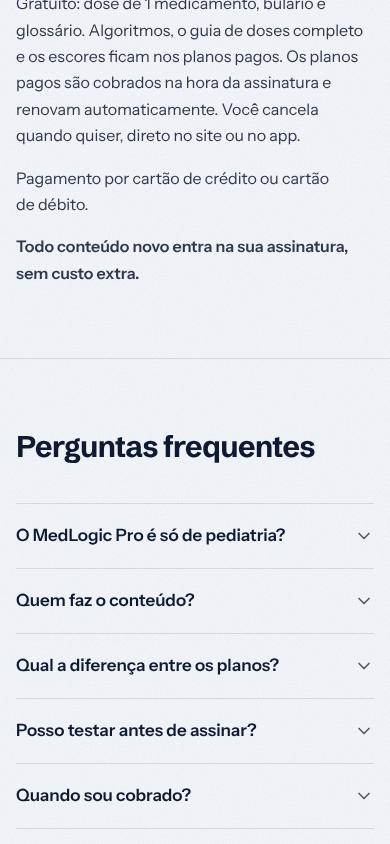 Gratuito: dose de 1 medicamento, bulário e
glossário. Algoritmos, o guia de doses completo
e os escores ficam nos planos pagos. Os planos
pagos são cobrados na hora da assinatura e
renovam automaticamente. Você cancela
quando quiser, direto no site ou no app.
Pagamento por cartão de crédito ou cartão
de débito.
Todo conteúdo novo entra na sua assinatura,
sem custo extra.
Perguntas frequentes
O MedLogic Pro é só de pediatria?
Quem faz o conteúdo?
Qual a diferença entre os planos?
Posso testar antes de assinar?
Quando sou cobrado?